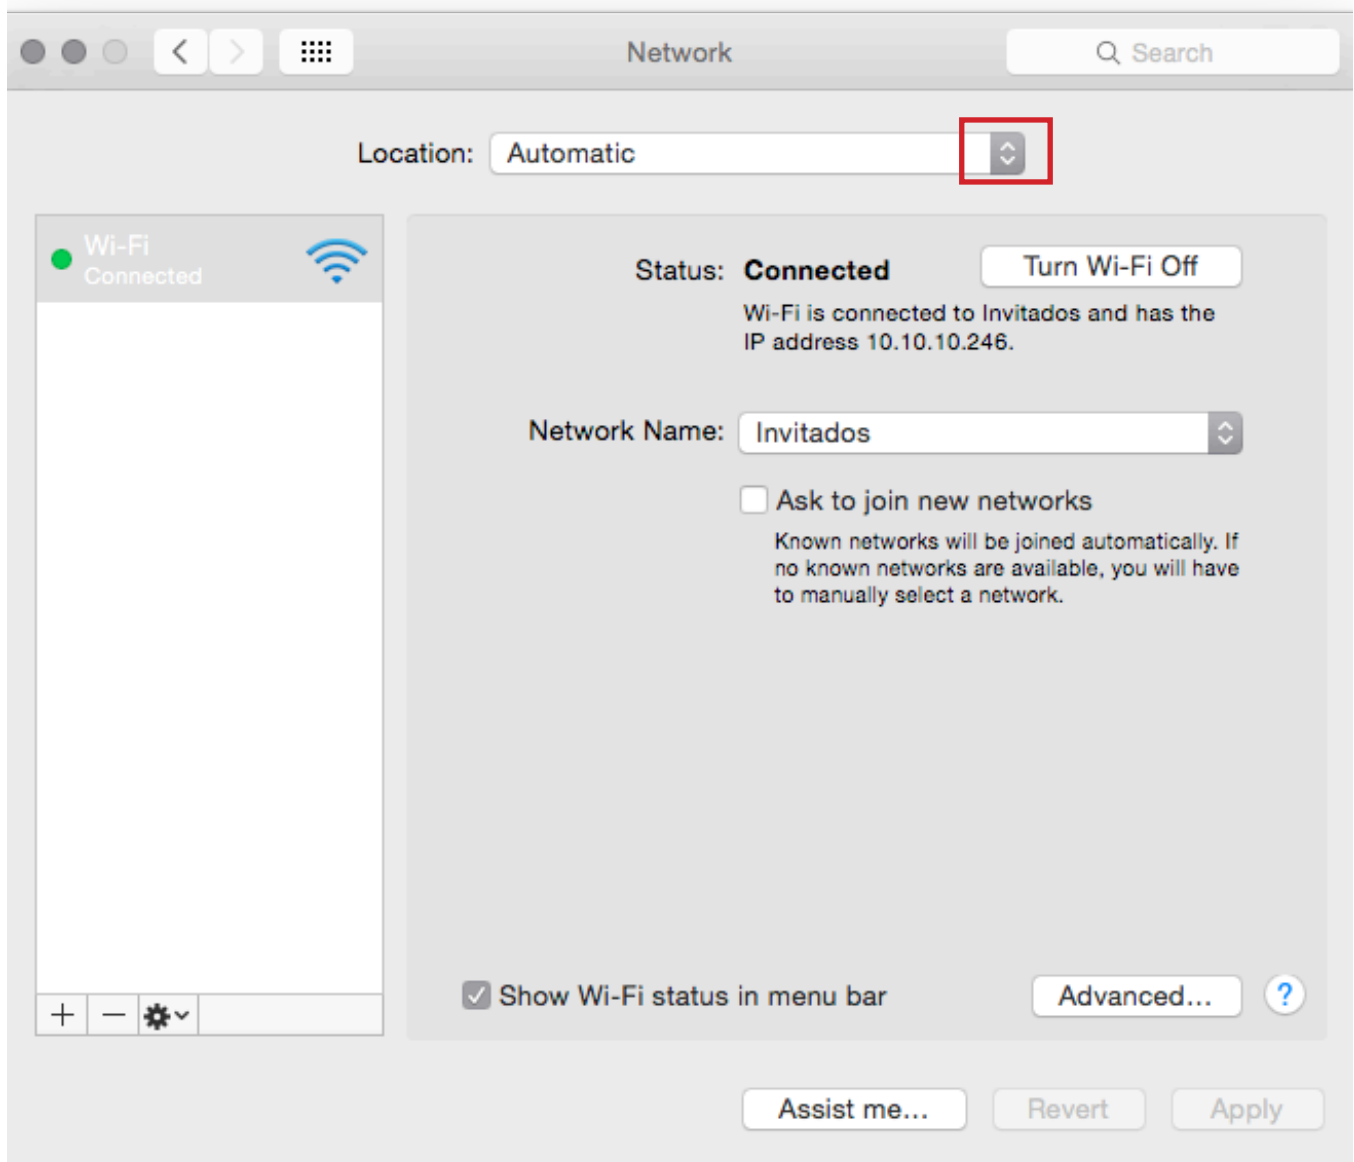 Network
Search
Location: Automatic
Wi-Fi
Connected
Status: Connected
Turn Wi-Fi Off
Wi-Fi is connected to Invitados and has the
IP address 10.10.10.246.
Network Name: Invitados
Ask to join new networks
Known networks will be joined automatically. If
no known networks are available, you will have
to manually select a network.
Show Wi-Fi status in menu bar
Advanced...
?
Assist me...
Revert
Apply